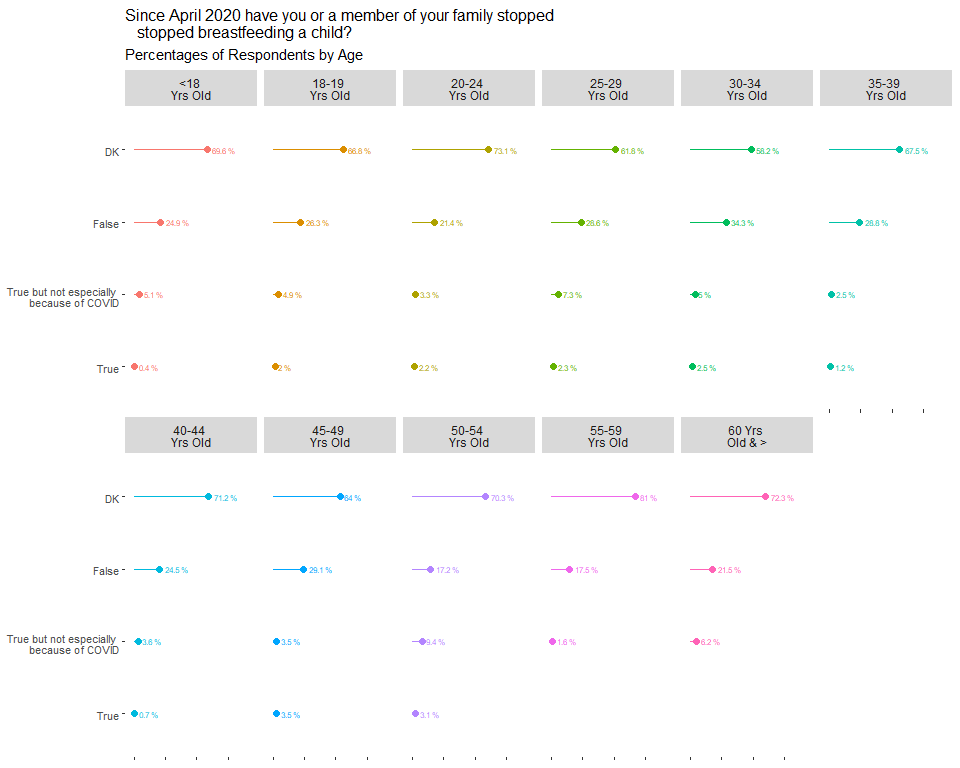 Since April 2020 have you or a member of your family stopped
stopped breastfeeding a child?
Percentages of Respondents by Age
<18 18-19 20-24 25-29 30-34 35-39
Yrs Old Yrs Old Yrs Old Yrs Old Yrs Old Yrs Old
DK 69.6 % 66.8 % 73.1 % 61.8 % 58.2 % 67.5 %
False 24.9 % 26.3 % 21.4 % 28.6 % 34.3 % 28.8 %
True but not especially
because of COVID 5.1 % 4.9 % 3.3 % 7.3 % 5 % 2.5 %
True 0.4 % 2 % 2.2 % 2.3 % 2.5 % 1.2 %
40-44 45-49 50-54 55-59 60 Yrs
Yrs Old Yrs Old Yrs Old Yrs Old Old & >
DK 71.2 % 64 % 70.3 % 81 % 72.3 %
False 24.5 % 29.1 % 17.2 % 17.5 % 21.5 %
True but not especially
because of COVID 3.6 % 3.5 % 9.4 % 1.6 % 6.2 %
True 0.7 % 3.5 % 3.1 %